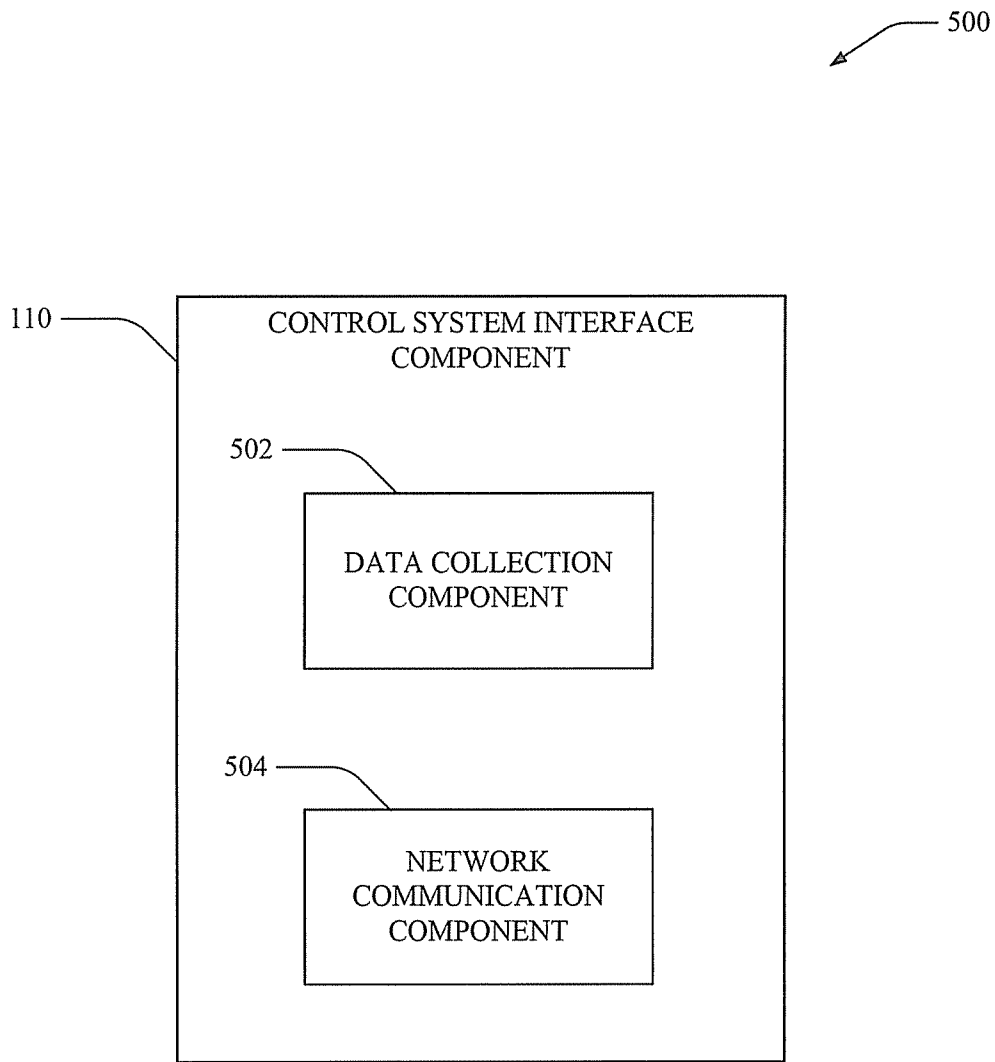 500
110
CONTROL SYSTEM INTERFACE
COMPONENT
502
DATA COLLECTION
COMPONENT
504
NETWORK
COMMUNICATION
COMPONENT